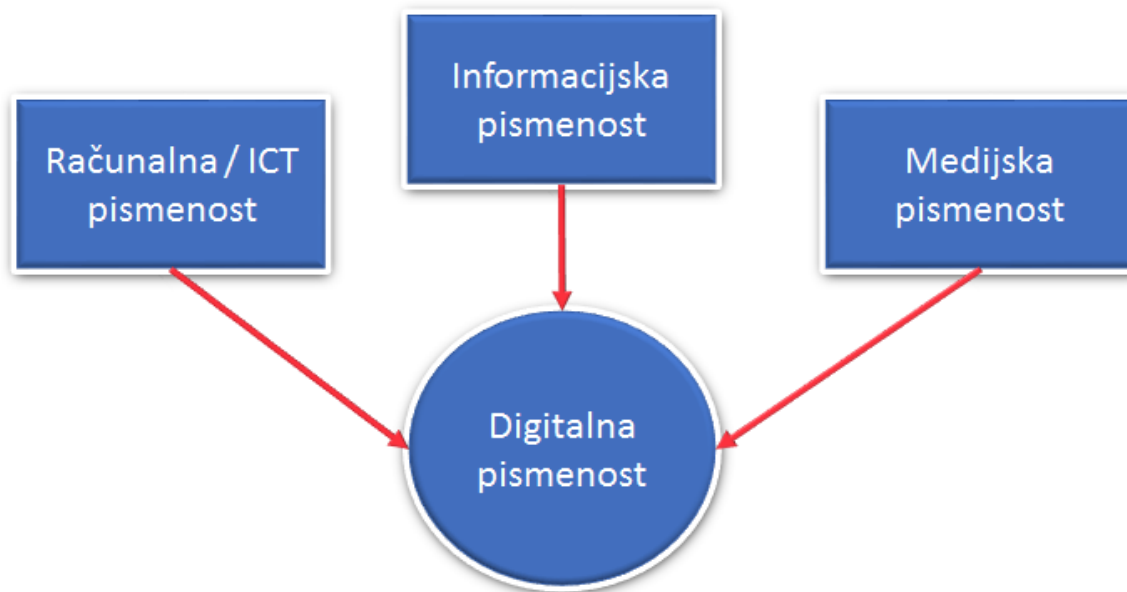 Računalna / ICT
pismenost
Informacijska
pismenost
Medijska
pismenost
Digitalna
pismenost